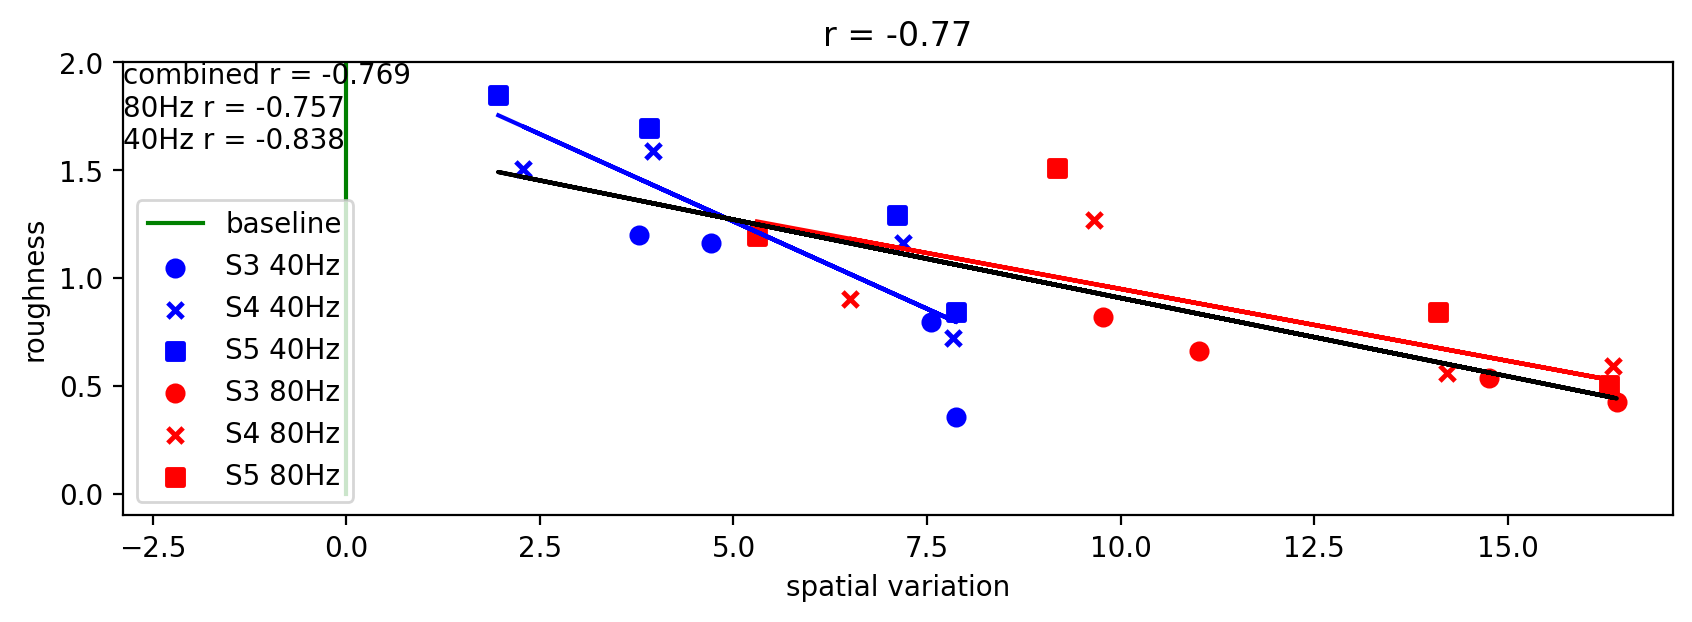 r = -0.77
combined r = -0.769
80Hz r = -0.757
40Hz r = -0.838
2.0
1.5
1.0
0.5
0.0
roughness
baseline
S3 40Hz
S4 40Hz
S5 40Hz
S3 80Hz
S4 80Hz
S5 80Hz
−2.5 0.0 2.5 5.0 7.5 10.0 12.5 15.0
spatial variation